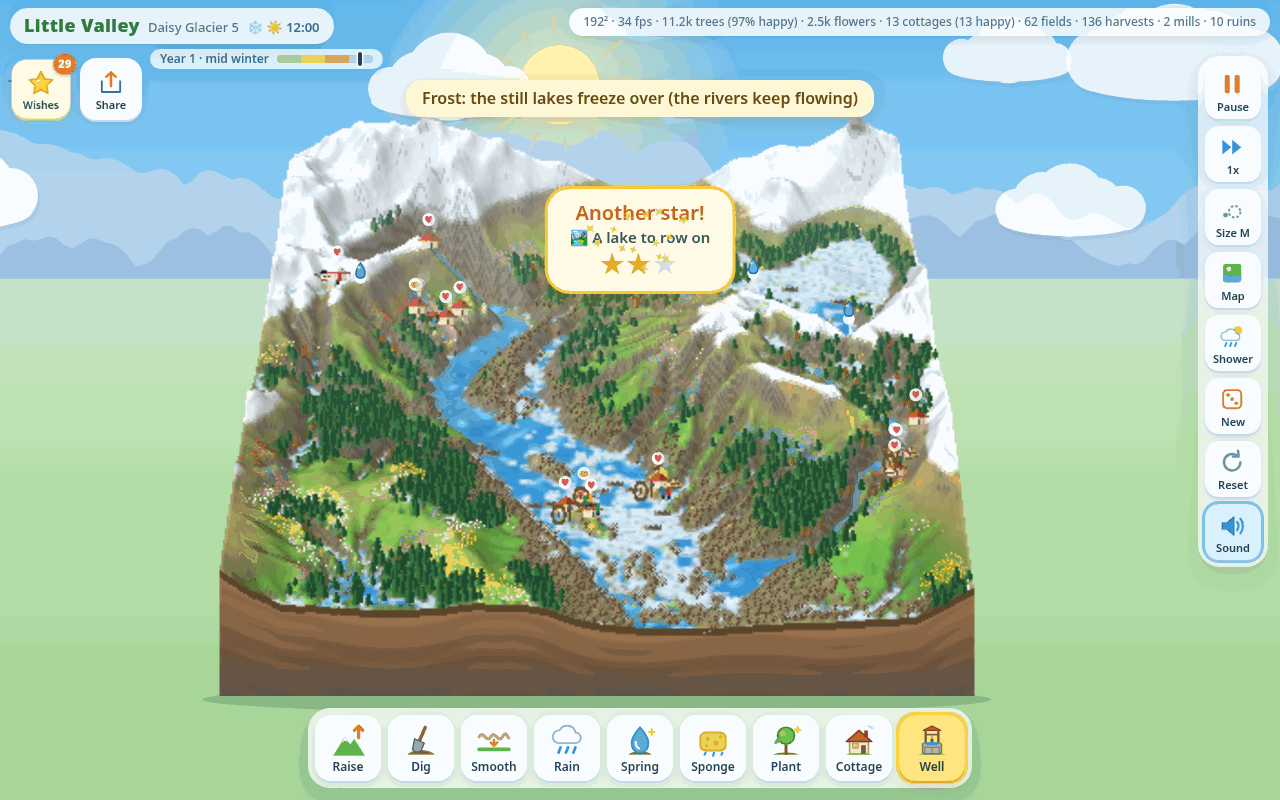 Little Valley Daisy Glacier 5 12:00
192² · 34 fps · 11.2k trees (97% happy) · 2.5k flowers · 13 cottages (13 happy) · 62 fields · 136 harvests · 2 mills · 10 ruins
Year 1 · mid winter
29
Wishes
Share
Frost: the still lakes freeze over (the rivers keep flowing)
Another star!
A lake to row on
Pause
1x
Size M
Map
Shower
New
Reset
Sound
Raise
Dig
Smooth
Rain
Spring
Sponge
Plant
Cottage
Well